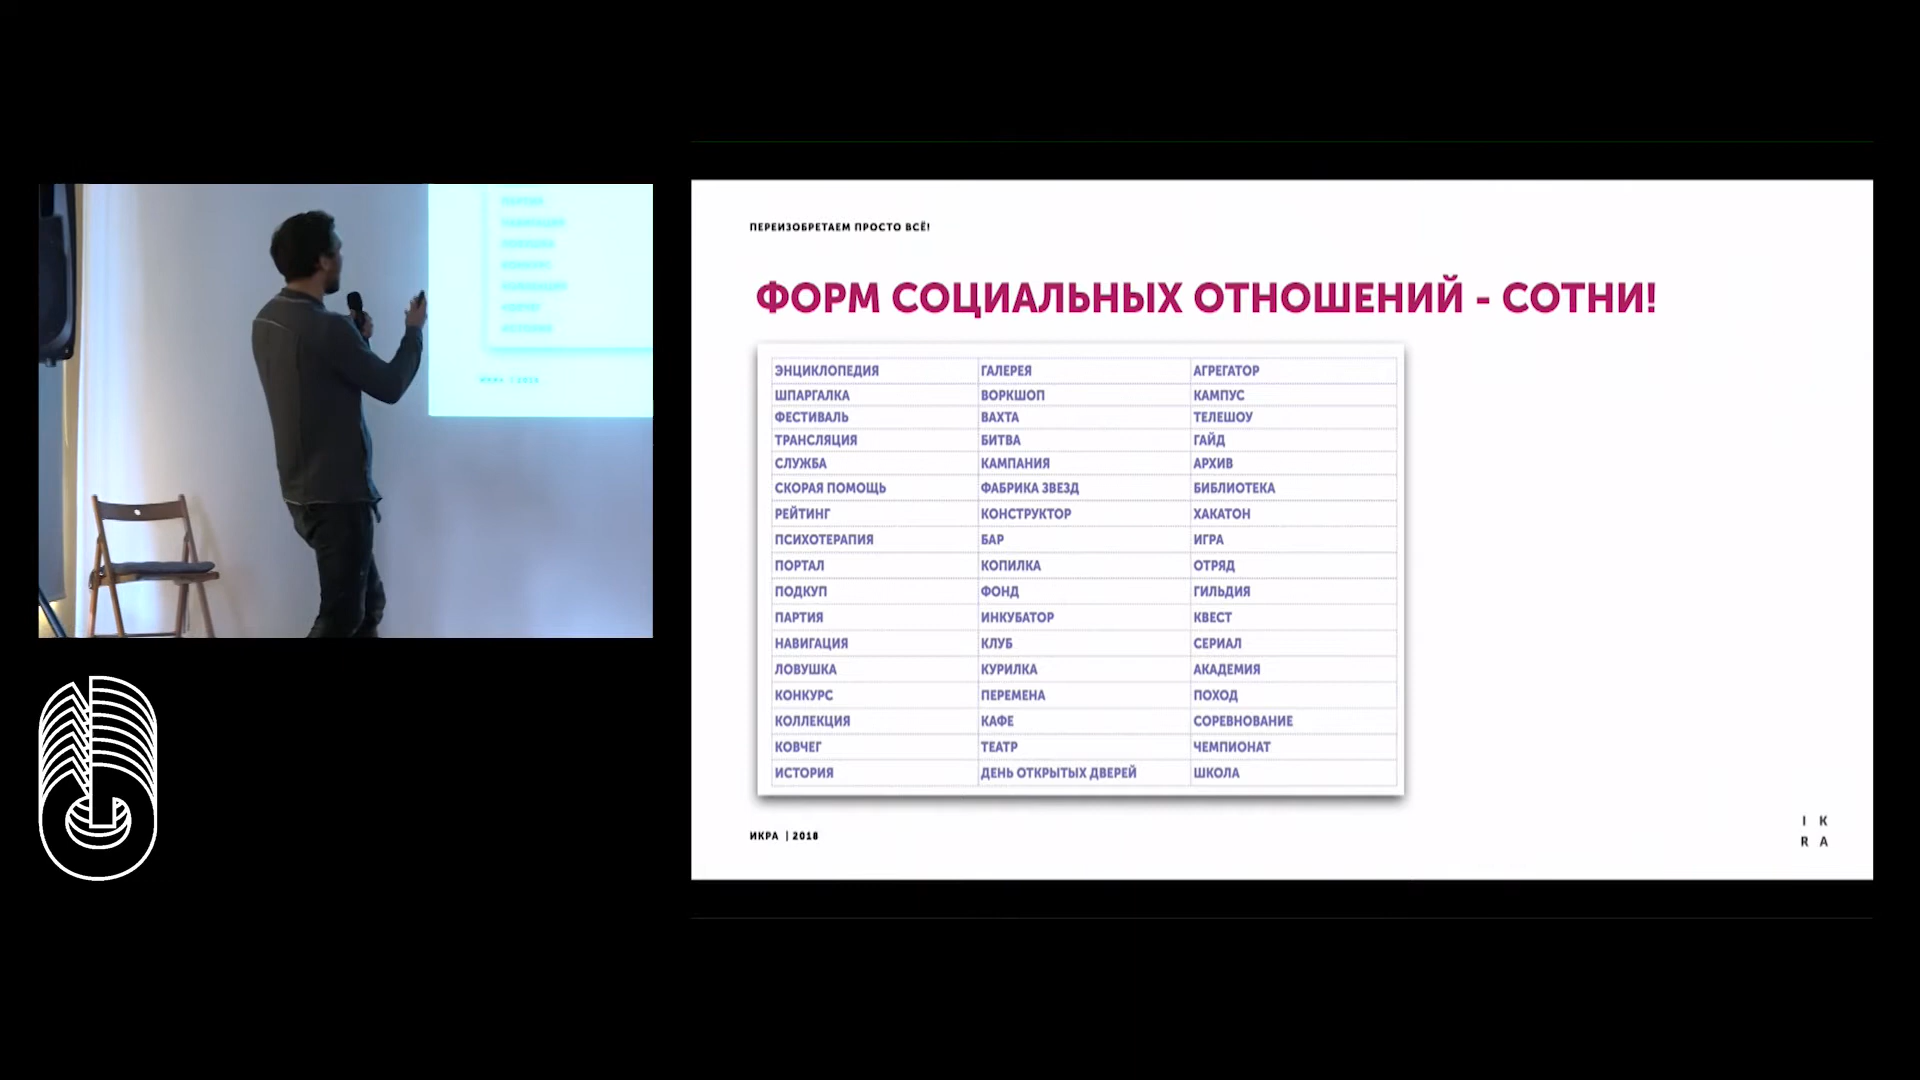 ПЕРЕИЗОБРЕТАЕМ ПРОСТО ВСЁ!
ФОРМ СОЦИАЛЬНЫХ ОТНОШЕНИЙ - СОТНИ!
ЭНЦИКЛОПЕДИЯ ГАЛЕРЕЯ АГРЕГАТОР
ШПАРГАЛКА ВОРКШОП КАМПУС
ФЕСТИВАЛЬ ВАХТА ТЕЛЕШОУ
ТРАНСЛЯЦИЯ БИТВА ГАЙД
СЛУЖБА КАМПАНИЯ АРХИВ
СКОРАЯ ПОМОЩЬ ФАБРИКА ЗВЕЗД БИБЛИОТЕКА
РЕЙТИНГ КОНСТРУКТОР ХАКАТОН
ПСИХОТЕРАПИЯ БАР ИГРА
ПОРТАЛ КОПИЛКА ОТРЯД
ПОДКУП ФОНД ГИЛЬДИЯ
ПАРТИЯ ИНКУБАТОР КВЕСТ
НАВИГАЦИЯ КЛУБ СЕРИАЛ
ЛОВУШКА КУРИЛКА АКАДЕМИЯ
КОНКУРС ПЕРЕМЕНА ПОХОД
КОЛЛЕКЦИЯ КАФЕ СОРЕВНОВАНИЕ
КОВЧЕГ ТЕАТР ЧЕМПИОНАТ
ИСТОРИЯ ДЕНЬ ОТКРЫТЫХ ДВЕРЕЙ ШКОЛА
ИКРА | 2018
I K
R A